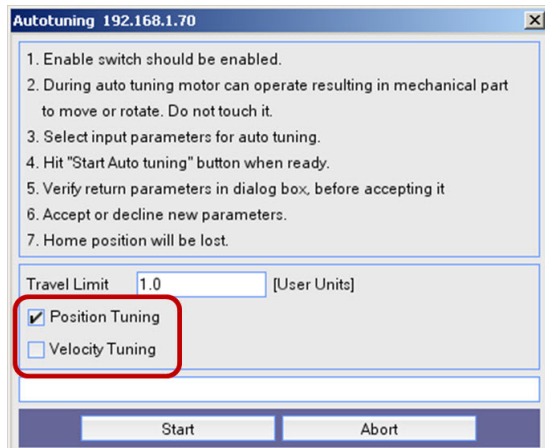 Autotuning 192.168.1.70
1. Enable switch should be enabled.
2. During auto tuning motor can operate resulting in mechanical part
to move or rotate. Do not touch it.
3. Select input parameters for auto tuning.
4. Hit "Start Auto tuning" button when ready.
5. Verify return parameters in dialog box, before accepting it
6. Accept or decline new parameters.
7. Home position will be lost.
Travel Limit 1.0 [User Units]
Position Tuning
Velocity Tuning
Start Abort